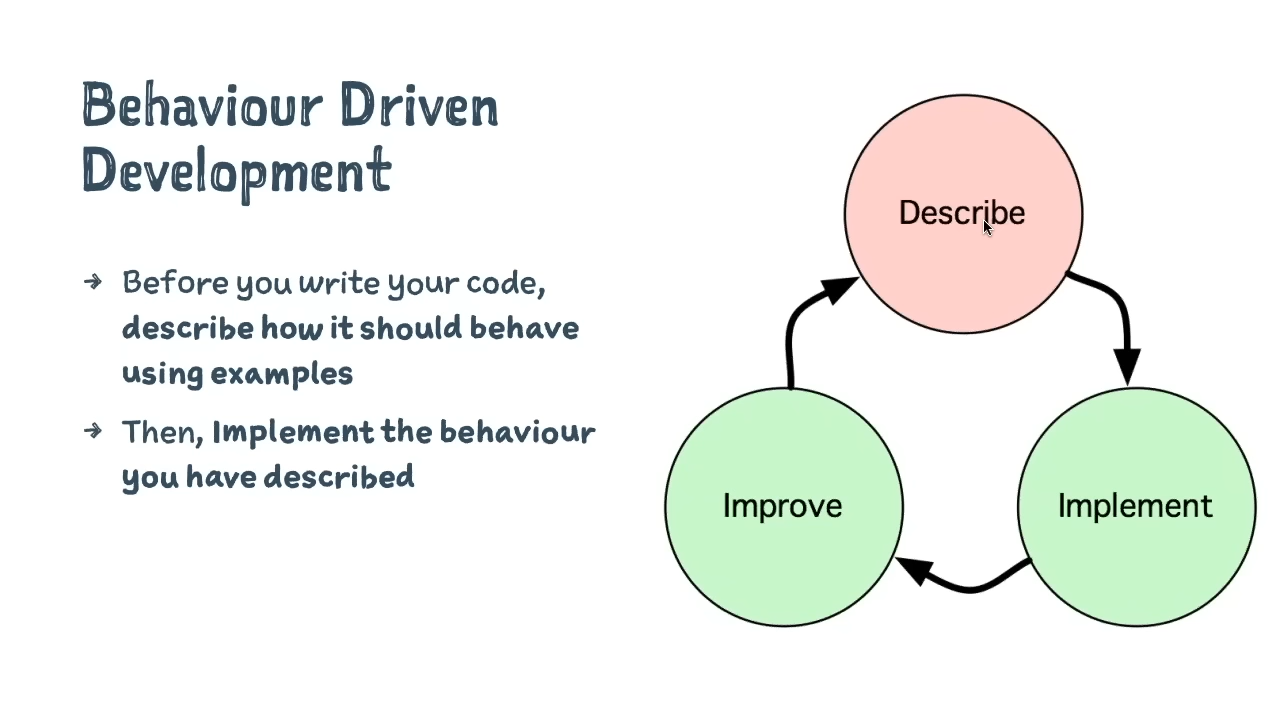 Behaviour Driven
Development
→ Before you write your code,
describe how it should behave
using examples
→ Then, Implement the behaviour
you have described
Describe
Improve
Implement